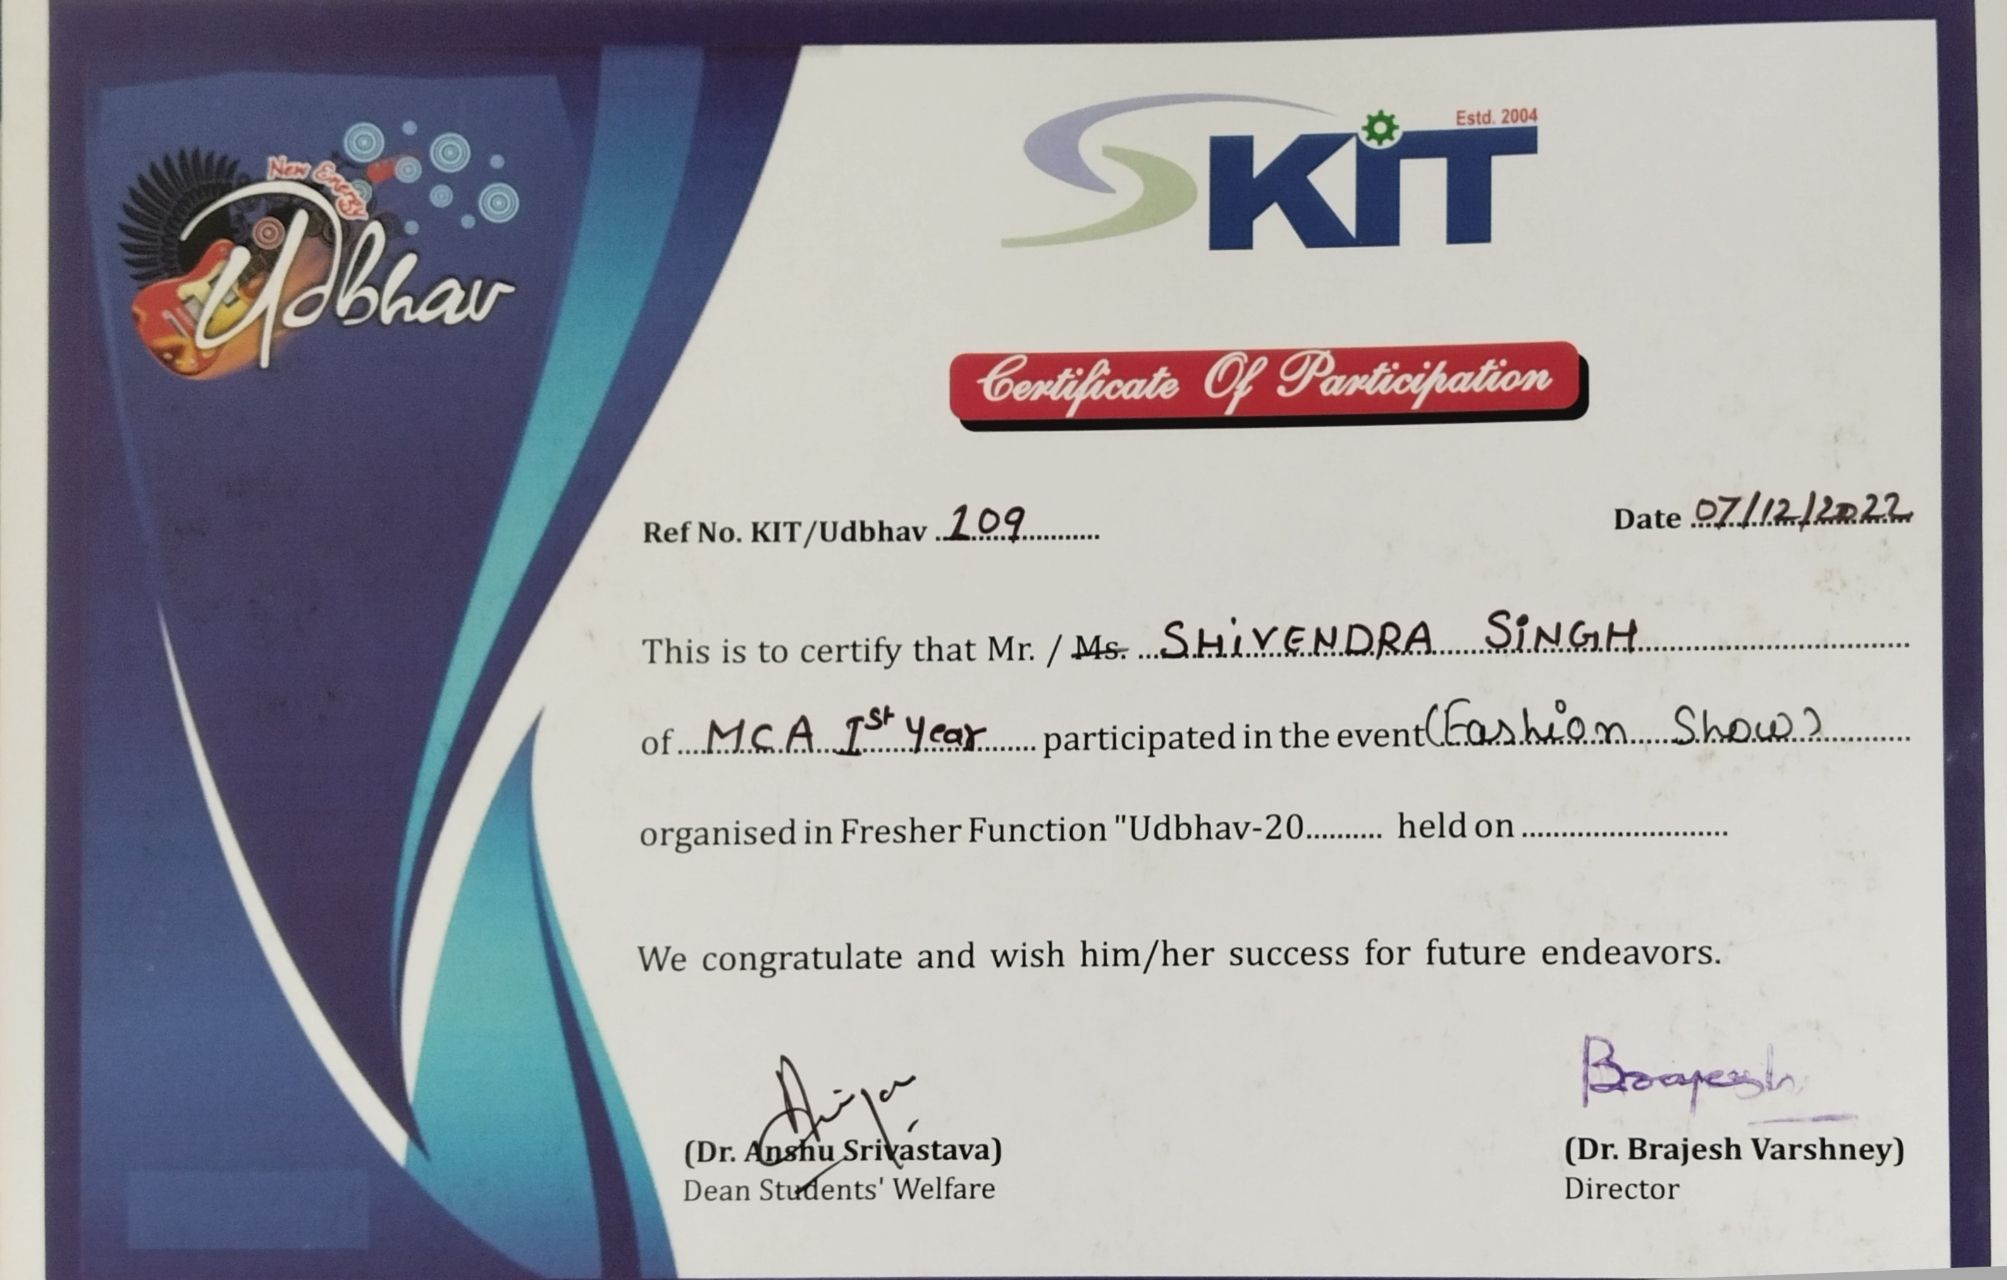 New Energy
Udbhav
SKIT
Estd. 2004
Certificate Of Participation
Ref No. KIT/Udbhav 109
Date 07/12/2022
This is to certify that Mr. / Ms. SHIVENDRA SINGH
of MCA Ist Year participated in the event (Fashion Show)
organised in Fresher Function "Udbhav-20.......... held on ..........................
We congratulate and wish him/her success for future endeavors.
Brajesh
(Dr. Anshu Srivastava)
Dean Students' Welfare
(Dr. Brajesh Varshney)
Director